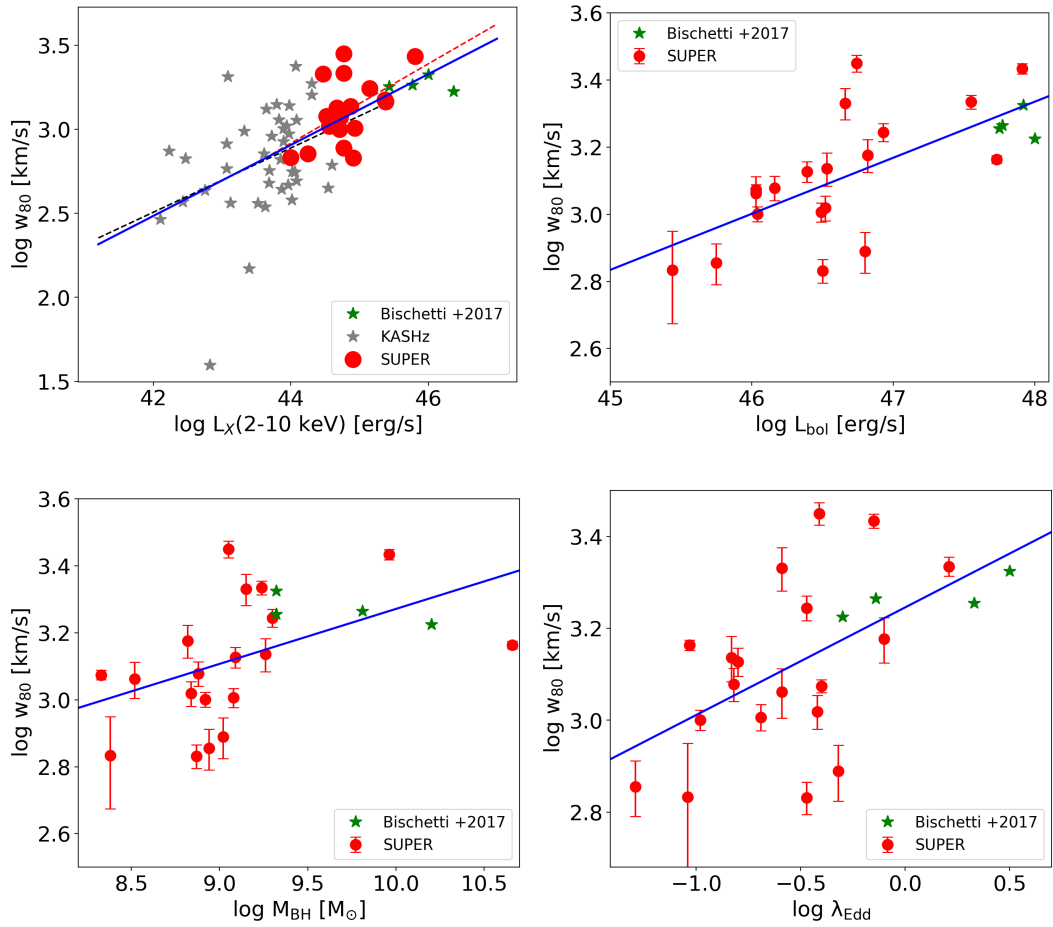 log w₈₀ [km/s]
3.5
3.0
2.5
2.0
1.5
Bischetti +2017
KASHz
SUPER
42
44
46
log L_X(2-10 keV) [erg/s]
log w₈₀ [km/s]
3.6
3.4
3.2
3.0
2.8
2.6
Bischetti +2017
SUPER
45
46
47
48
log L_bol [erg/s]
log w₈₀ [km/s]
3.6
3.4
3.2
3.0
2.8
2.6
Bischetti +2017
SUPER
8.5
9.0
9.5
10.0
10.5
log M_BH [M_⊙]
log w₈₀ [km/s]
3.4
3.2
3.0
2.8
Bischetti +2017
SUPER
−1.0
−0.5
0.0
0.5
log λ_Edd